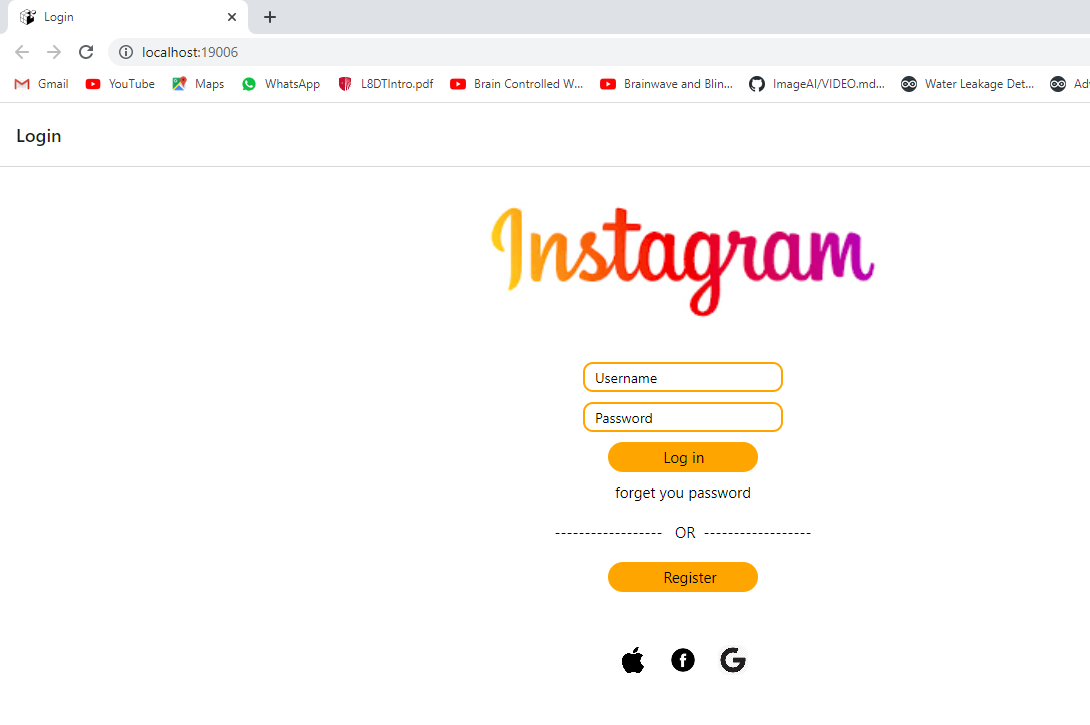 Login
localhost:19006
Gmail YouTube Maps WhatsApp L8DTIntro.pdf Brain Controlled W... Brainwave and Blin... ImageAI/VIDEO.md... Water Leakage Det... Ad
Login
Instagram
Username
Password
Log in
forget you password
------------------ OR ------------------
Register